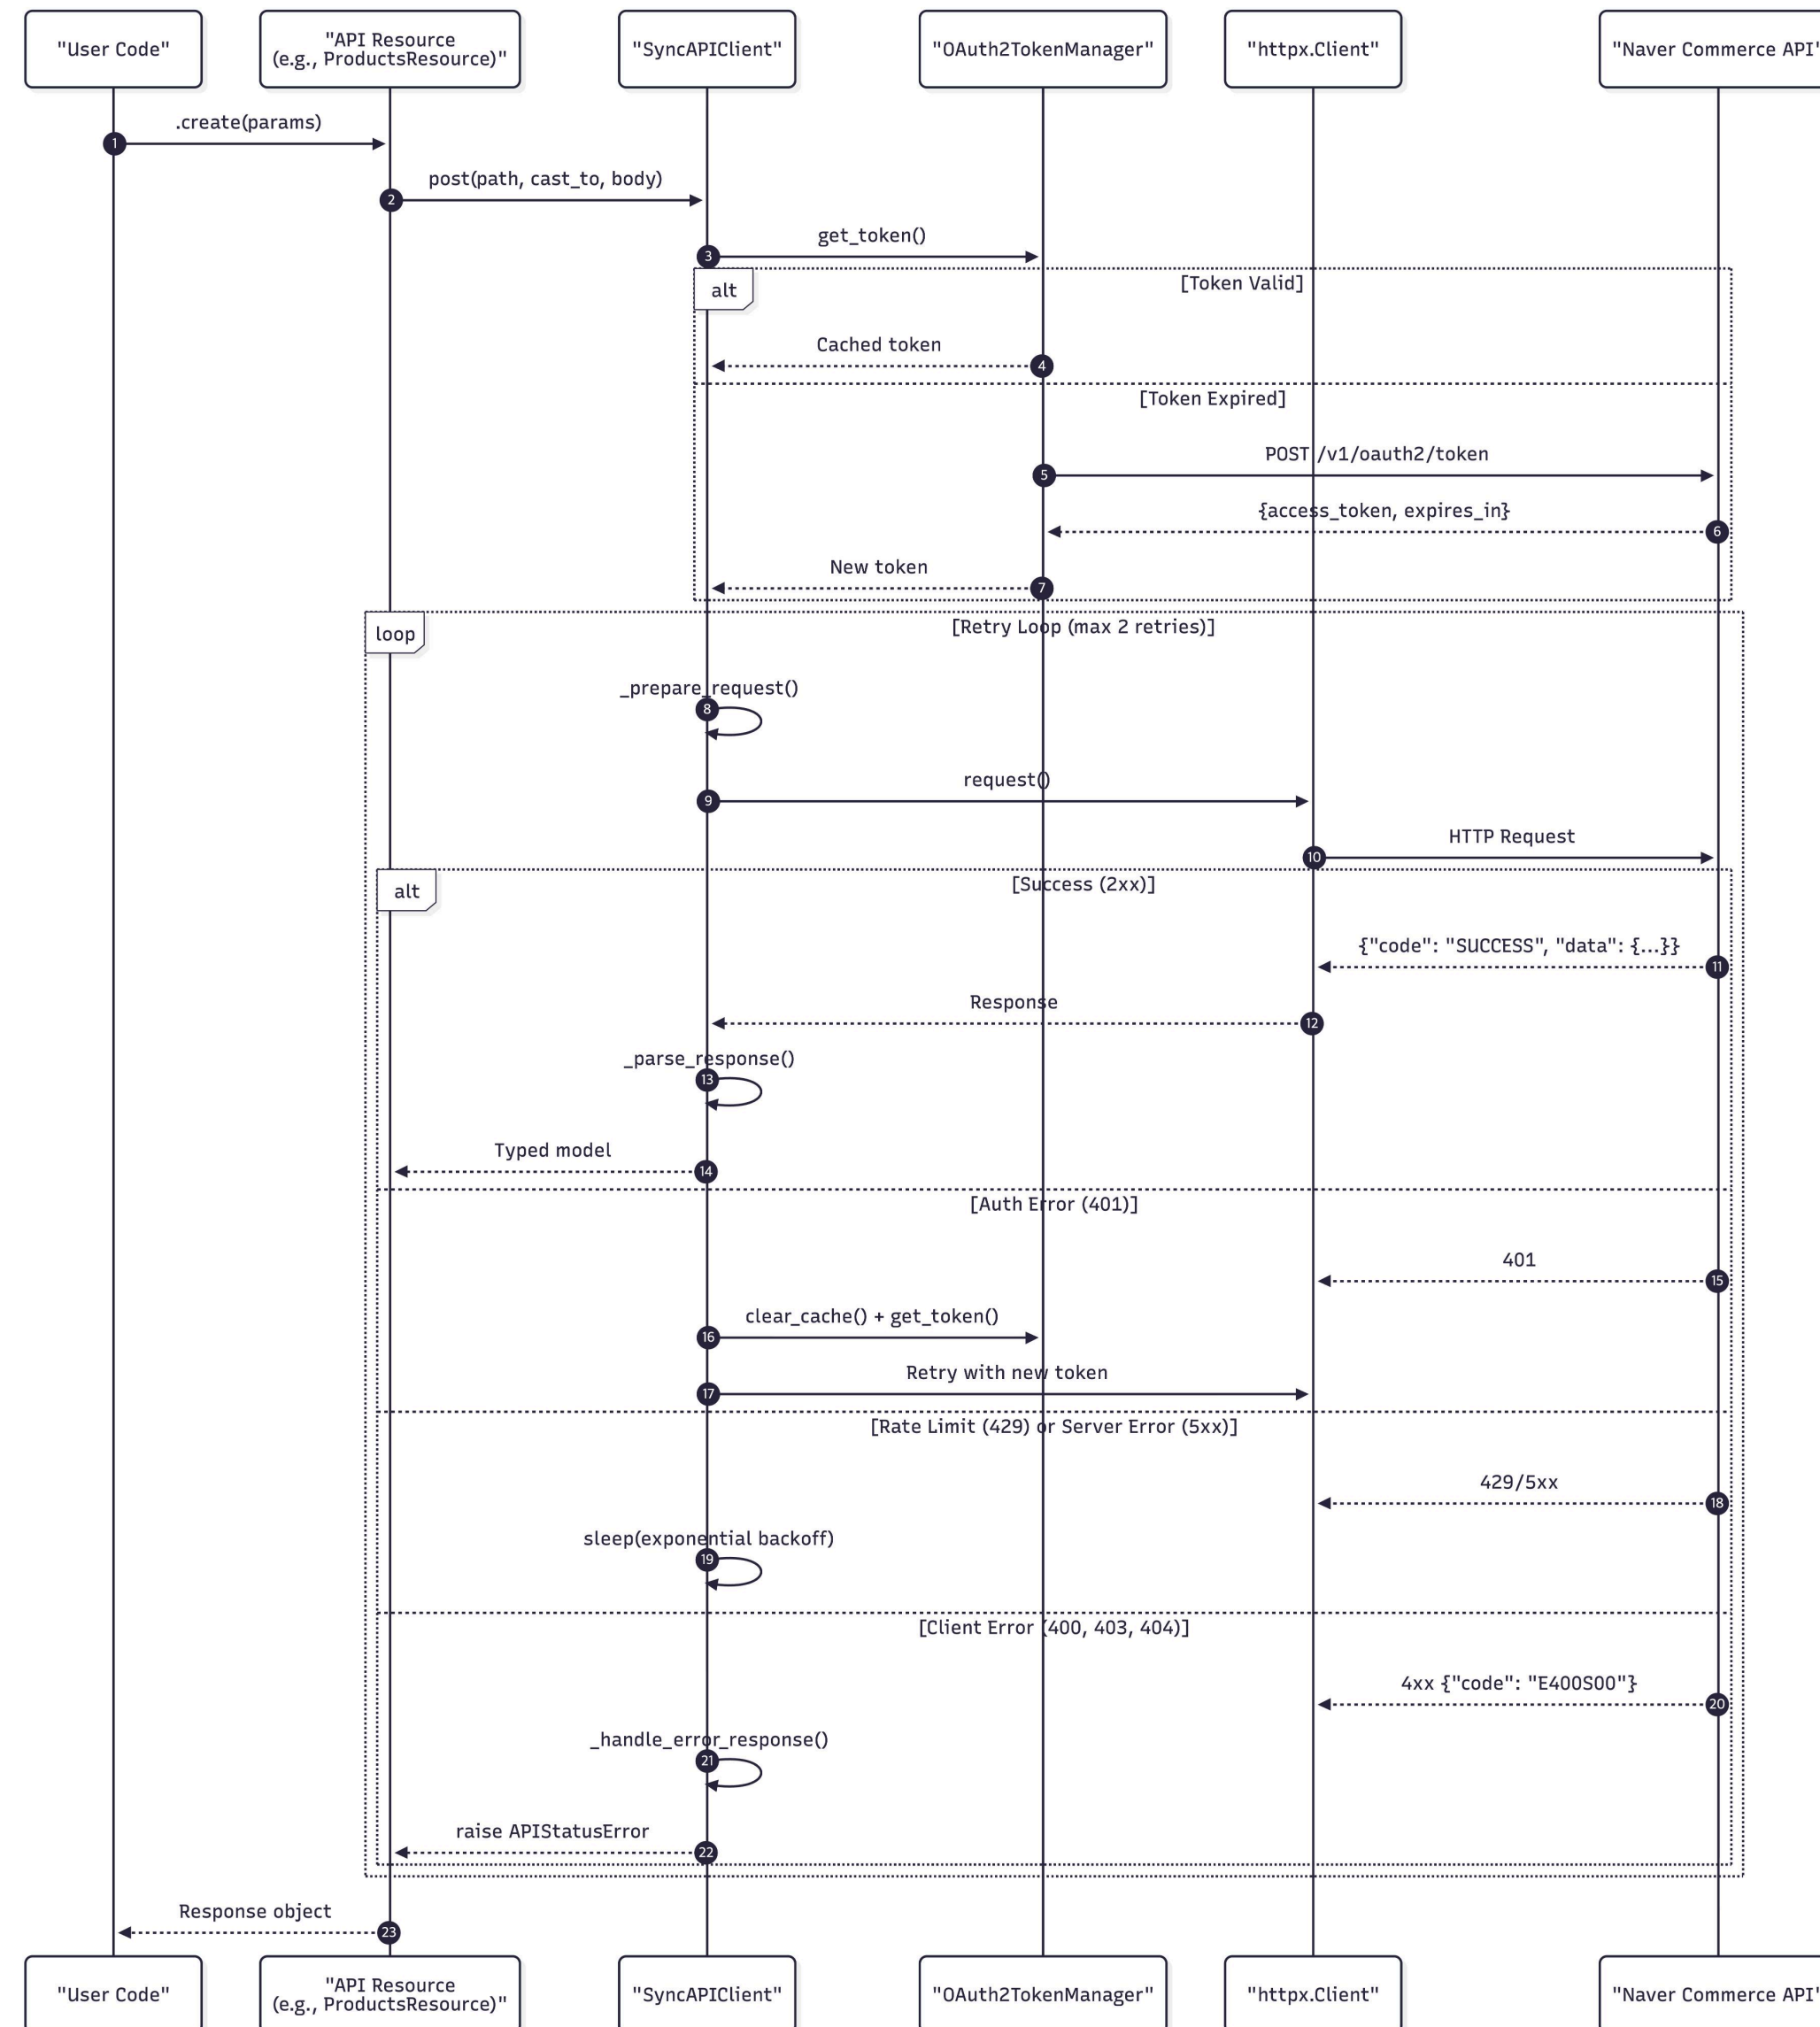 "User Code"
"API Resource
(e.g., ProductsResource)"
"SyncAPIClient"
"OAuth2TokenManager"
"httpx.Client"
"Naver Commerce API"
.create(params)
1
post(path, cast_to, body)
2
get_token()
3
alt
[Token Valid]
Cached token
4
[Token Expired]
POST /v1/oauth2/token
5
{access_token, expires_in}
6
New token
7
loop
[Retry Loop (max 2 retries)]
_prepare_request()
8
request()
9
HTTP Request
10
alt
[Success (2xx)]
{"code": "SUCCESS", "data": {...}}
11
Response
12
_parse_response()
13
Typed model
14
[Auth Error (401)]
401
15
clear_cache() + get_token()
16
Retry with new token
17
[Rate Limit (429) or Server Error (5xx)]
429/5xx
18
sleep(exponential backoff)
19
[Client Error (400, 403, 404)]
4xx {"code": "E400S00"}
20
_handle_error_response()
21
raise APIStatusError
22
Response object
23
"User Code"
"API Resource
(e.g., ProductsResource)"
"SyncAPIClient"
"OAuth2TokenManager"
"httpx.Client"
"Naver Commerce API"